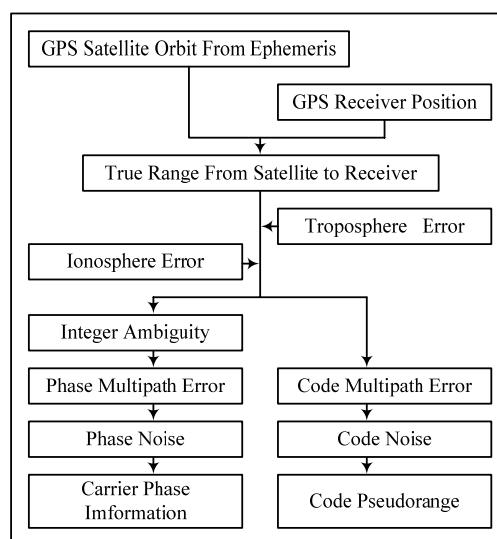 GPS Satellite Orbit From Ephemeris
GPS Receiver Position
True Range From Satellite to Receiver
Troposphere Error
Ionosphere Error
Integer Ambiguity
Phase Multipath Error
Code Multipath Error
Phase Noise
Code Noise
Carrier Phase
Imformation
Code Pseudorange